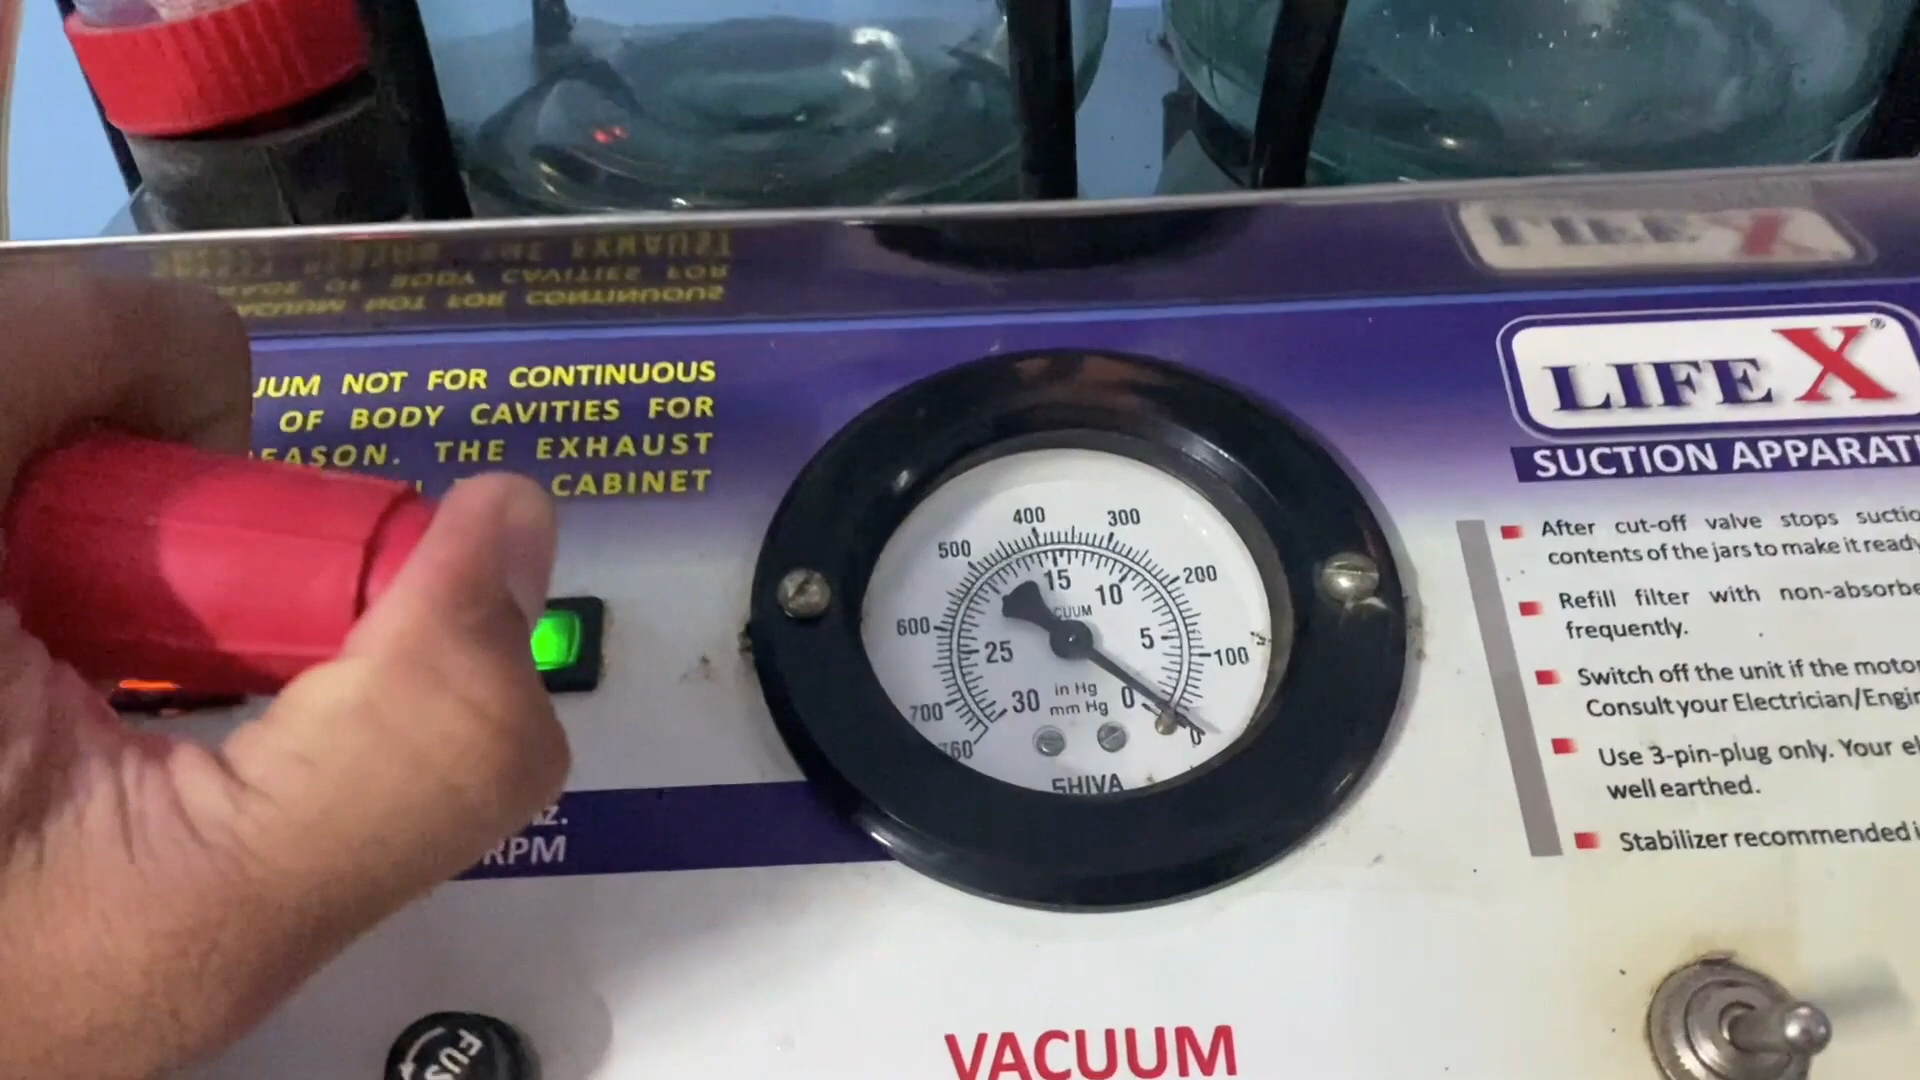 UUM NOT FOR CONTINUOUS
OF BODY CAVITIES FOR
EASON. THE EXHAUST
CABINET
LIFE X®
SUCTION APPARAT
After cut-off valve stops suctio
contents of the jars to make it ready
Refill filter with non-absorbe
frequently.
Switch off the unit if the motor
Consult your Electrician/Engin
Use 3-pin-plug only. Your el
well earthed.
Stabilizer recommended i
400 300
500 200
15 10
CUUM
600 25 5 100
700 30 in Hg 0
mm Hg
760 0
SHIVA
Hz.
RPM
FUS
VACUUM